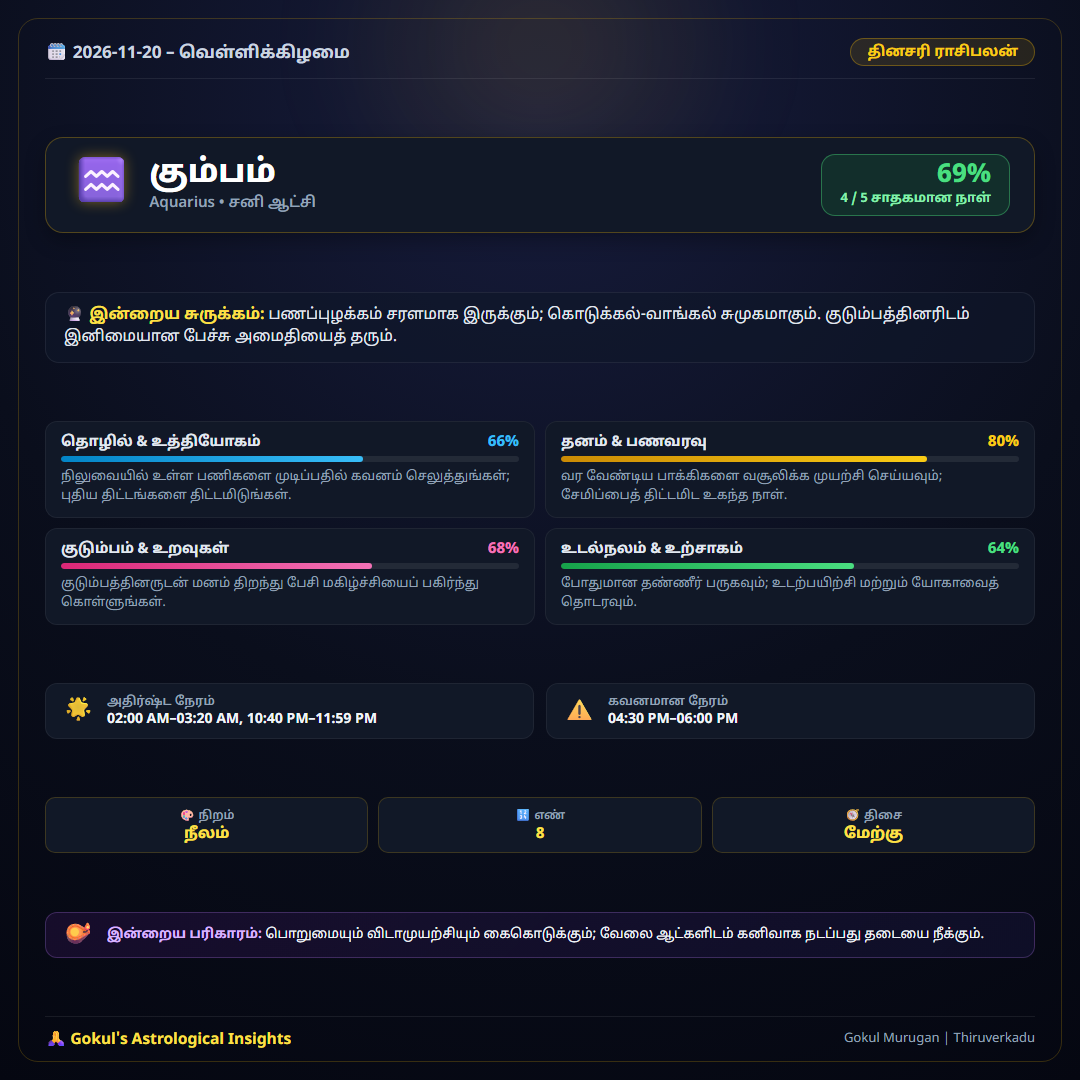 2026-11-20 – வெள்ளிக்கிழமை
தினசரி ராசிபலன்
கும்பம்
Aquarius • சனி ஆட்சி
69%
4 / 5 சாதகமான நாள்
இன்றைய சுருக்கம்: பணப்புழக்கம் சரளமாக இருக்கும்; கொடுக்கல்-வாங்கல் சுமுகமாகும். குடும்பத்தினரிடம்
இனிமையான பேச்சு அமைதியைத் தரும்.
தொழில் & உத்தியோகம் 66%
நிலுவையில் உள்ள பணிகளை முடிப்பதில் கவனம் செலுத்துங்கள்;
புதிய திட்டங்களை திட்டமிடுங்கள்.
தனம் & பணவரவு 80%
வர வேண்டிய பாக்கிகளை வசூலிக்க முயற்சி செய்யவும்;
சேமிப்பைத் திட்டமிட உகந்த நாள்.
குடும்பம் & உறவுகள் 68%
குடும்பத்தினருடன் மனம் திறந்து பேசி மகிழ்ச்சியைப் பகிர்ந்து
கொள்ளுங்கள்.
உடல்நலம் & உற்சாகம் 64%
போதுமான தண்ணீர் பருகவும்; உடற்பயிற்சி மற்றும் யோகாவைத்
தொடரவும்.
அதிர்ஷ்ட நேரம்
02:00 AM–03:20 AM, 10:40 PM–11:59 PM
கவனமான நேரம்
04:30 PM–06:00 PM
நிறம்
நீலம்
எண்
8
திசை
மேற்கு
இன்றைய பரிகாரம்: பொறுமையும் விடாமுயற்சியும் கைகொடுக்கும்; வேலை ஆட்களிடம் கனிவாக நடப்பது தடையை நீக்கும்.
Gokul's Astrological Insights
Gokul Murugan | Thiruverkadu